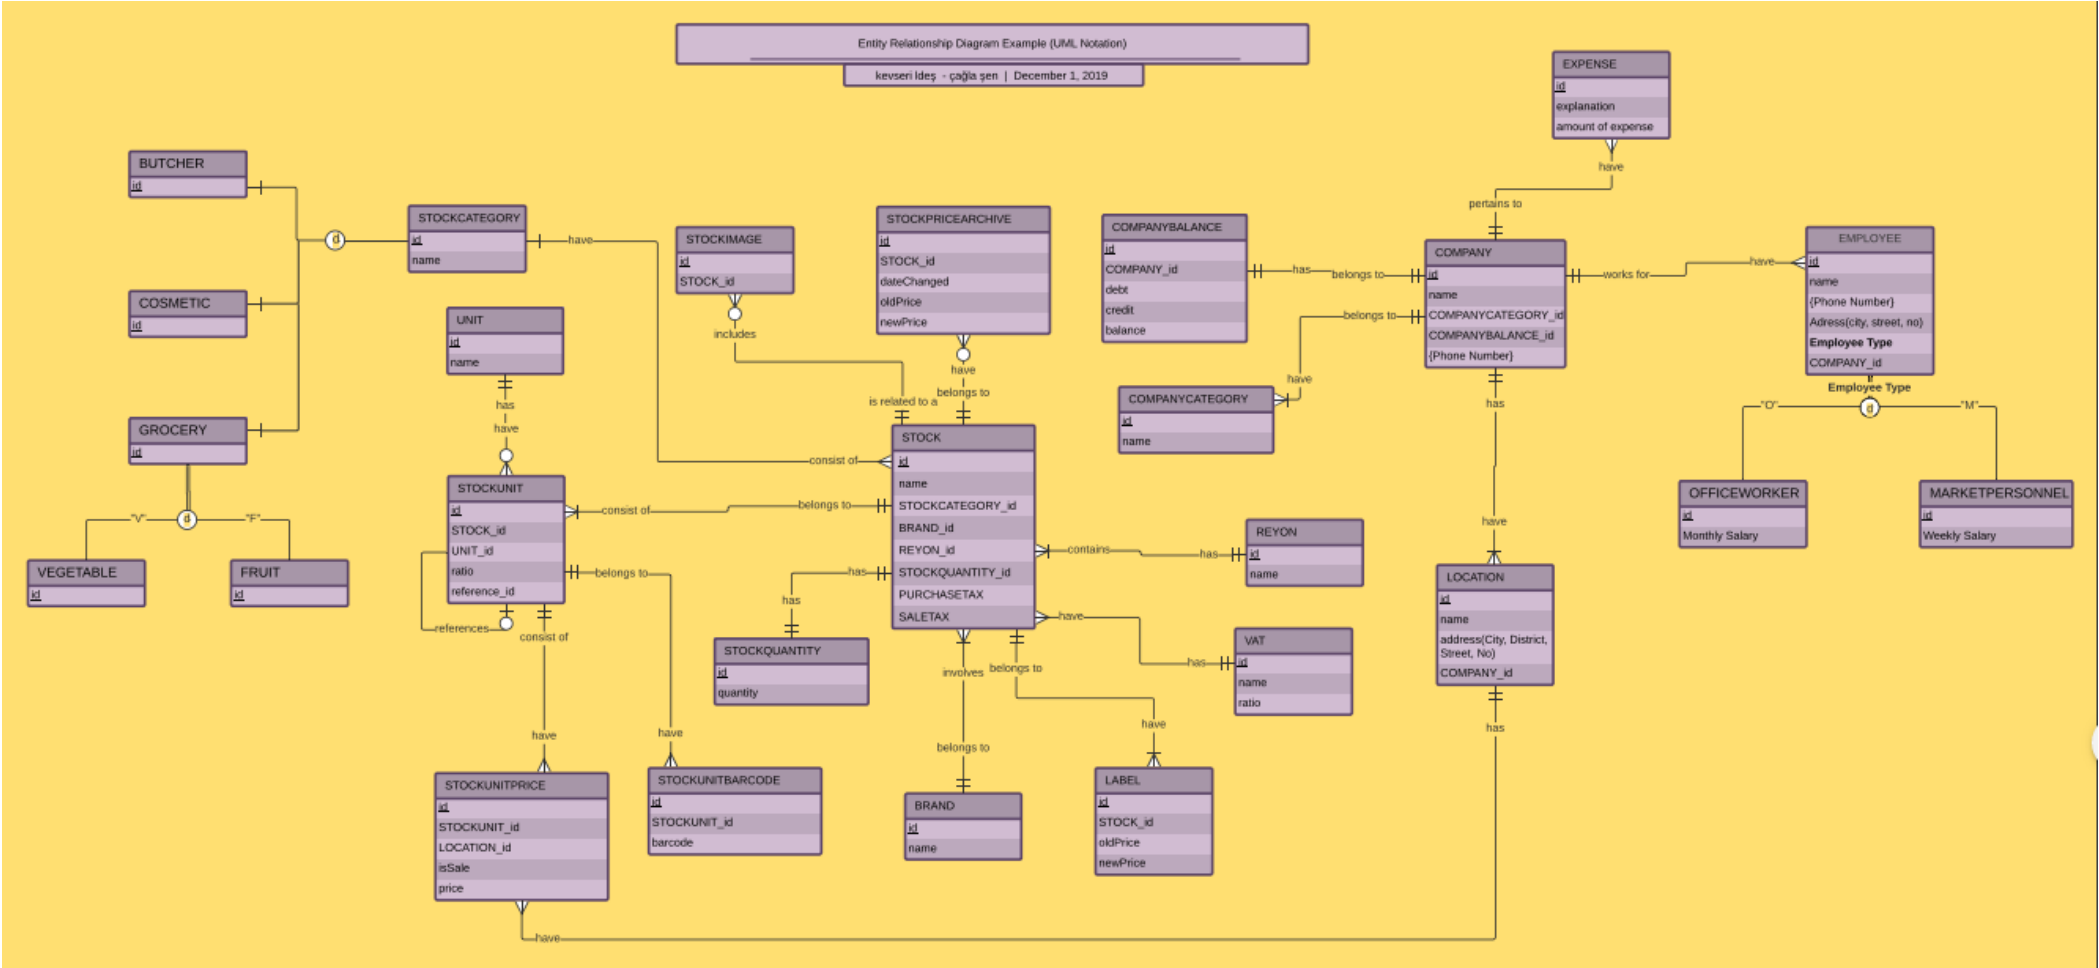 Entity Relationship Diagram Example (UML Notation)
kevseri ldeş - çağla şen | December 1, 2019
EXPENSE
id
explanation
amount of expense
have
pertains to
BUTCHER
id
COSMETIC
id
GROCERY
id
d
"V"
d
"F"
VEGETABLE
id
FRUIT
id
STOCKCATEGORY
id
name
have
consist of
UNIT
id
name
has
have
STOCKUNIT
id
STOCK_id
UNIT_id
ratio
reference_id
references
consist of
belongs to
consist of
belongs to
have
have
STOCKUNITPRICE
id
STOCKUNIT_id
LOCATION_id
isSale
price
have
STOCKUNITBARCODE
id
STOCKUNIT_id
barcode
STOCKIMAGE
id
STOCK_id
includes
is related to a
STOCKPRICEARCHIVE
id
STOCK_id
dateChanged
oldPrice
newPrice
have
belongs to
STOCK
id
name
STOCKCATEGORY_id
BRAND_id
REYON_id
STOCKQUANTITY_id
PURCHASETAX
SALETAX
has
has
STOCKQUANTITY
id
quantity
involves
belongs to
BRAND
id
name
belongs to
have
LABEL
id
STOCK_id
oldPrice
newPrice
contains
has
REYON
id
name
have
has
VAT
id
name
ratio
COMPANYBALANCE
id
COMPANY_id
debt
credit
balance
has
belongs to
belongs to
have
COMPANYCATEGORY
id
name
COMPANY
id
name
COMPANYCATEGORY_id
COMPANYBALANCE_id
{Phone Number}
works for
have
has
have
LOCATION
id
name
address(City, District,
Street, No)
COMPANY_id
has
EMPLOYEE
id
name
{Phone Number}
Adress(city, street, no)
Employee Type
COMPANY_id
Employee Type
"O"
d
"M"
OFFICEWORKER
id
Monthly Salary
MARKETPERSONNEL
id
Weekly Salary